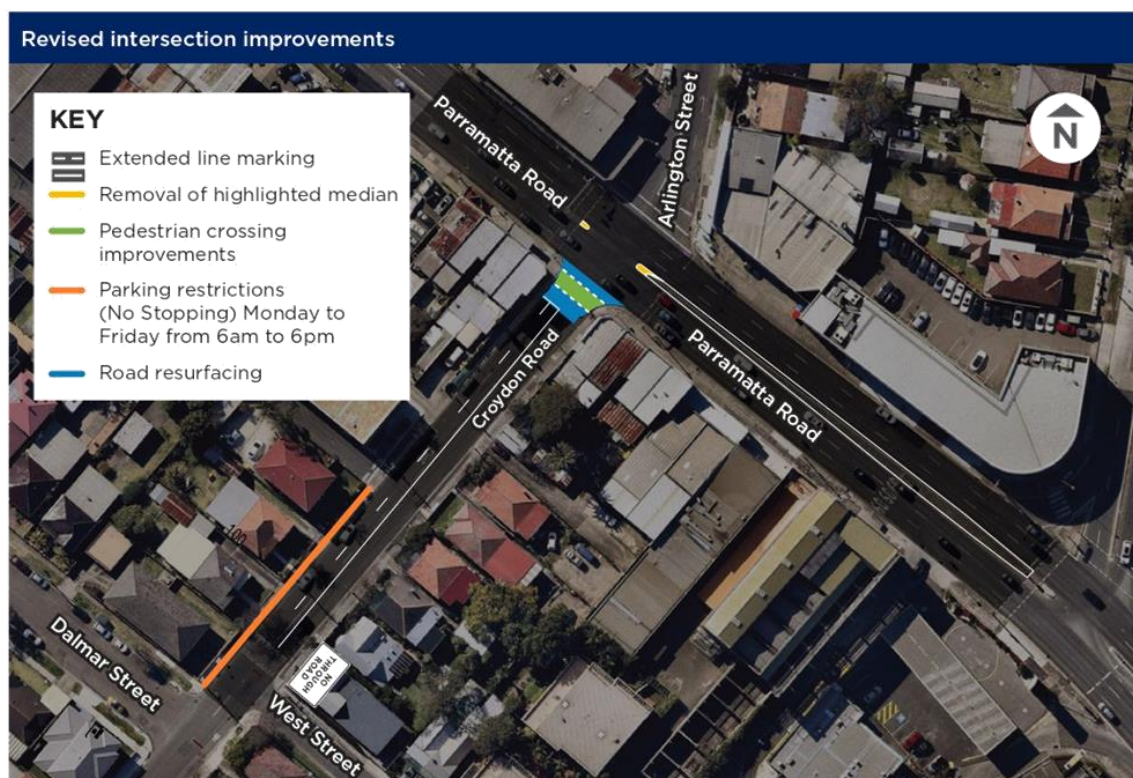 Revised intersection improvements
KEY
Extended line marking
Removal of highlighted median
Pedestrian crossing
improvements
Parking restrictions
(No Stopping) Monday to
Friday from 6am to 6pm
Road resurfacing
N
Parramatta Road
Arlington Street
Croydon Road
Parramatta Road
100
Dalmar Street
NO
THROUGH
ROAD
West Street